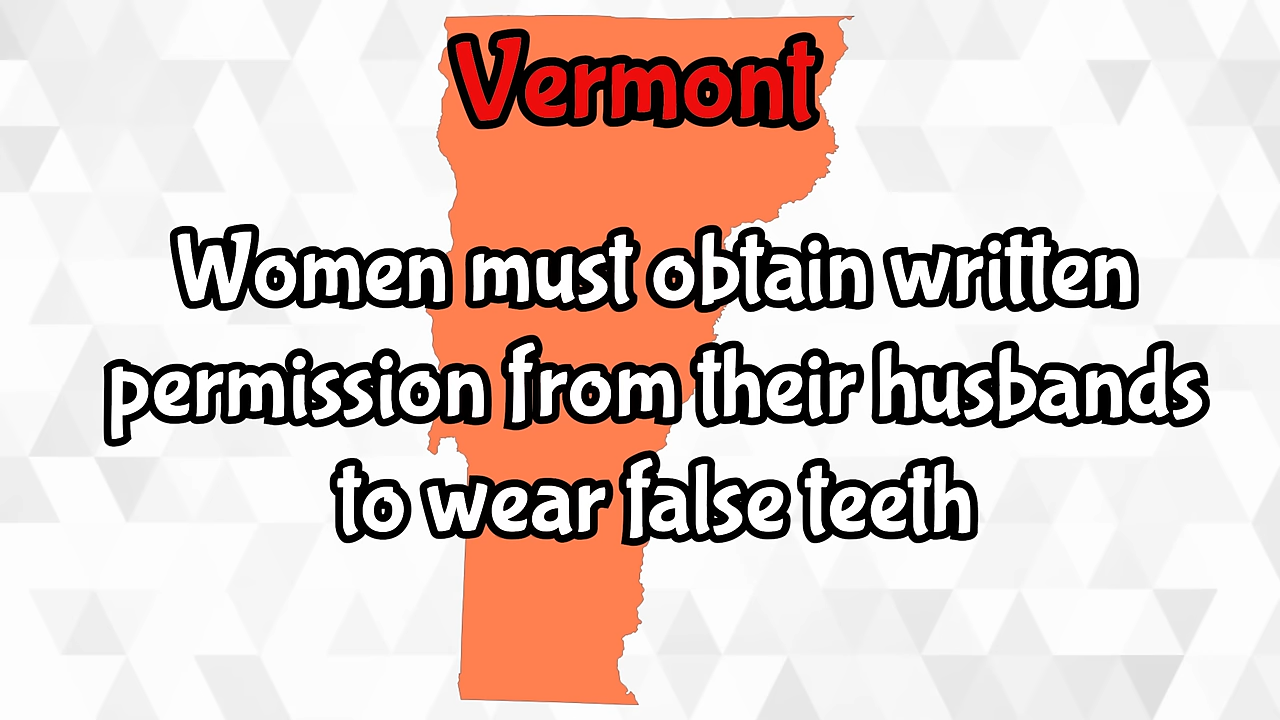 Vermont
Women must obtain written
permission from their husbands
to wear false teeth